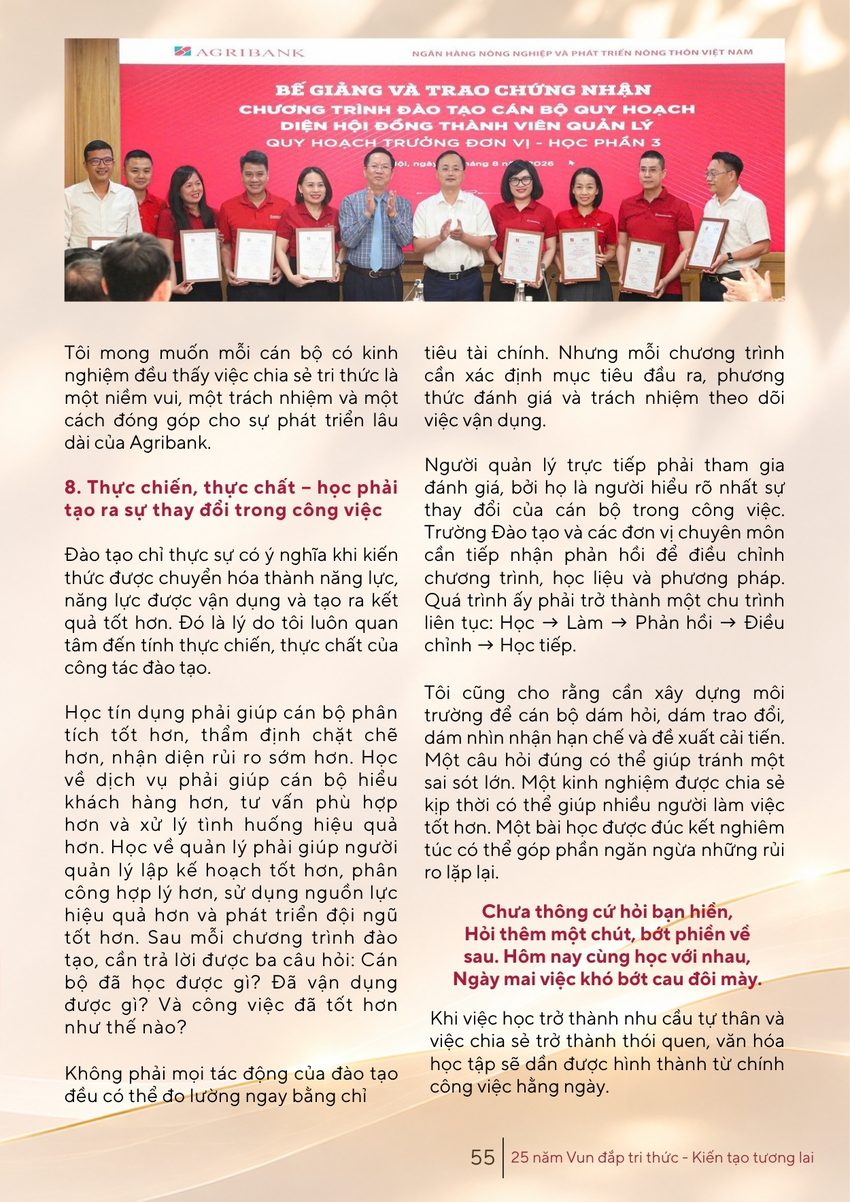 AGRIBANK
NGÂN HÀNG NÔNG NGHIỆP VÀ PHÁT TRIỂN NÔNG THÔN VIỆT NAM
BẾ GIẢNG VÀ TRAO CHỨNG NHẬN
CHƯƠNG TRÌNH ĐÀO TẠO CÁN BỘ QUY HOẠCH
DIỆN HỘI ĐỒNG THÀNH VIÊN QUẢN LÝ
QUY HOẠCH TRƯỞNG ĐƠN VỊ - HỌC PHẦN 3
Tôi mong muốn mỗi cán bộ có kinh
nghiệm đều thấy việc chia sẻ tri thức là
một niềm vui, một trách nhiệm và một
cách đóng góp cho sự phát triển lâu
dài của Agribank.
8. Thực chiến, thực chất – học phải
tạo ra sự thay đổi trong công việc
Đào tạo chỉ thực sự có ý nghĩa khi kiến
thức được chuyển hóa thành năng lực,
năng lực được vận dụng và tạo ra kết
quả tốt hơn. Đó là lý do tôi luôn quan
tâm đến tính thực chiến, thực chất của
công tác đào tạo.
Học tín dụng phải giúp cán bộ phân
tích tốt hơn, thẩm định chặt chẽ
hơn, nhận diện rủi ro sớm hơn. Học
về dịch vụ phải giúp cán bộ hiểu
khách hàng hơn, tư vấn phù hợp
hơn và xử lý tình huống hiệu quả
hơn. Học về quản lý phải giúp người
quản lý lập kế hoạch tốt hơn, phân
công hợp lý hơn, sử dụng nguồn lực
hiệu quả hơn và phát triển đội ngũ
tốt hơn. Sau mỗi chương trình đào
tạo, cần trả lời được ba câu hỏi: Cán
bộ đã học được gì? Đã vận dụng
được gì? Và công việc đã tốt hơn
như thế nào?
Không phải mọi tác động của đào tạo
đều có thể đo lường ngay bằng chỉ
tiêu tài chính. Nhưng mỗi chương trình
cần xác định mục tiêu đầu ra, phương
thức đánh giá và trách nhiệm theo dõi
việc vận dụng.
Người quản lý trực tiếp phải tham gia
đánh giá, bởi họ là người hiểu rõ nhất sự
thay đổi của cán bộ trong công việc.
Trường Đào tạo và các đơn vị chuyên môn
cần tiếp nhận phản hồi để điều chỉnh
chương trình, học liệu và phương pháp.
Quá trình ấy phải trở thành một chu trình
liên tục: Học → Làm → Phản hồi → Điều
chỉnh → Học tiếp.
Tôi cũng cho rằng cần xây dựng môi
trường để cán bộ dám hỏi, dám trao đổi,
dám nhìn nhận hạn chế và đề xuất cải tiến.
Một câu hỏi đúng có thể giúp tránh một
sai sót lớn. Một kinh nghiệm được chia sẻ
kịp thời có thể giúp nhiều người làm việc
tốt hơn. Một bài học được đúc kết nghiêm
túc có thể góp phần ngăn ngừa những rủi
ro lặp lại.
Chưa thông cứ hỏi bạn hiền,
Hỏi thêm một chút, bớt phiền về
sau. Hôm nay cùng học với nhau,
Ngày mai việc khó bớt cau đôi mày.
Khi việc học trở thành nhu cầu tự thân và
việc chia sẻ trở thành thói quen, văn hóa
học tập sẽ dần được hình thành từ chính
công việc hằng ngày.
55
25 năm Vun đắp tri thức - Kiến tạo tương lai